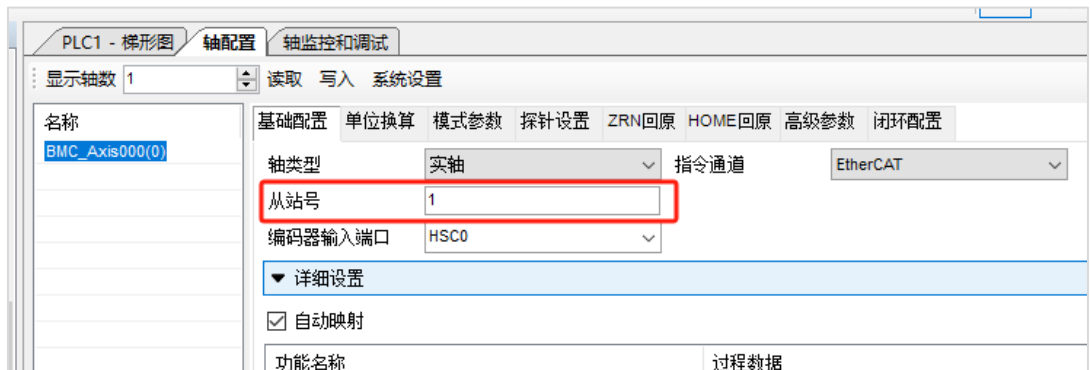 PLC1 - 梯形图 轴配置 轴监控和调试
显示轴数 1 读取 写入 系统设置
名称 基础配置 单位换算 模式参数 探针设置 ZRN回原 HOME回原 高级参数 闭环配置
BMC_Axis000(0) 轴类型 实轴 指令通道 EtherCAT
从站号 1
编码器输入端口 HSC0
详细设置
自动映射
功能名称 过程数据